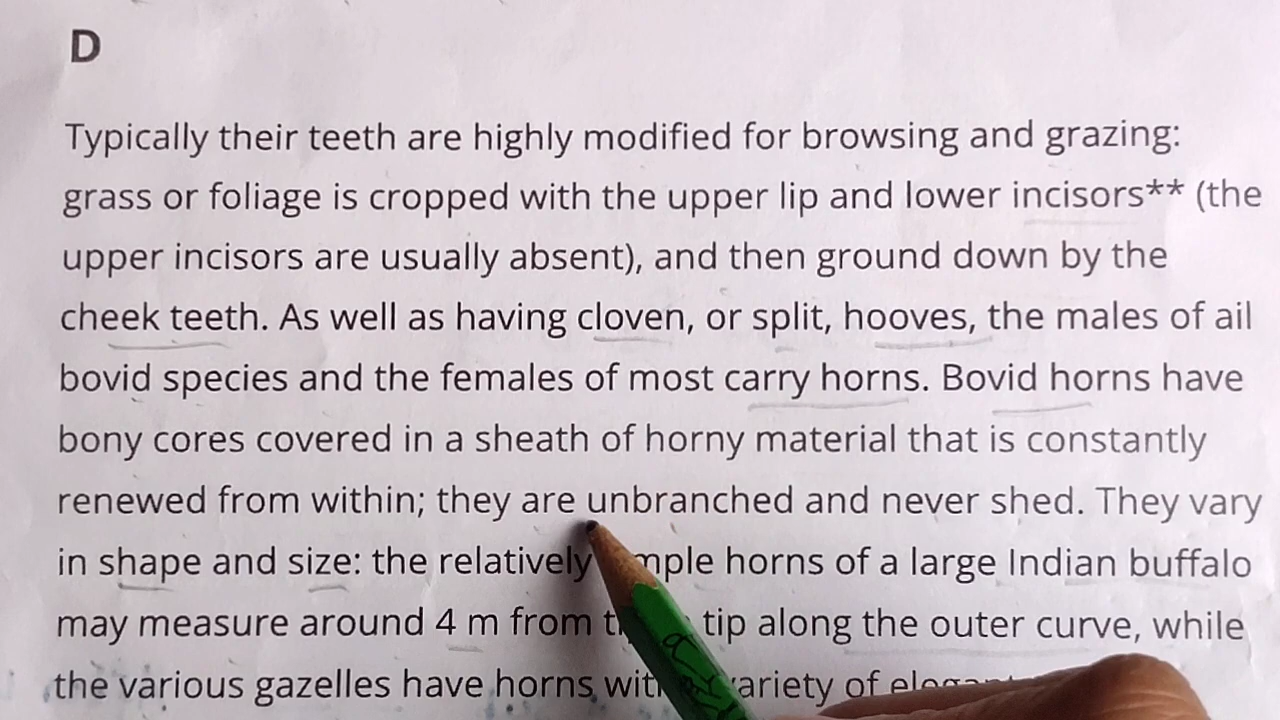 D
Typically their teeth are highly modified for browsing and grazing:
grass or foliage is cropped with the upper lip and lower incisors** (the
upper incisors are usually absent), and then ground down by the
cheek teeth. As well as having cloven, or split, hooves, the males of ail
bovid species and the females of most carry horns. Bovid horns have
bony cores covered in a sheath of horny material that is constantly
renewed from within; they are unbranched and never shed. They vary
in shape and size: the relatively horns of a large Indian buffalo
may measure around 4 m from tip along the outer curve, while
the various gazelles have horns of